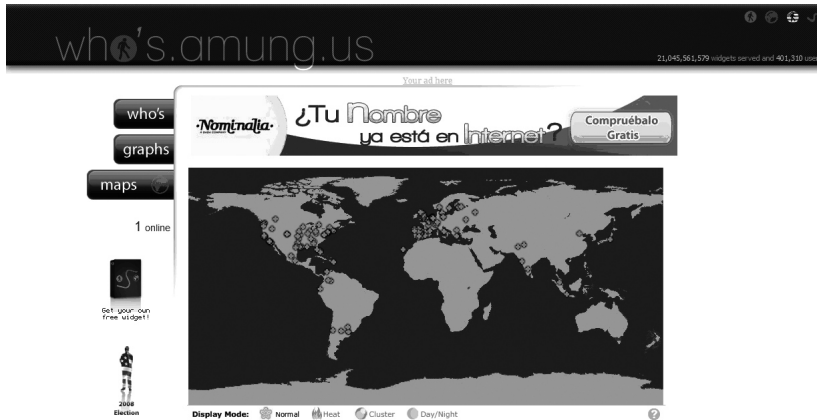 who's.amung.us
21,045,561,579 widgets served and 401,310 use
Your ad here
·Nominalia·
¿Tu Nombre
ya está en Internet?
Compruébalo
Gratis
who's
graphs
maps
1 online
Get your own
free widget!
2008
Election
Display Mode: Normal Heat Cluster Day/Night ?